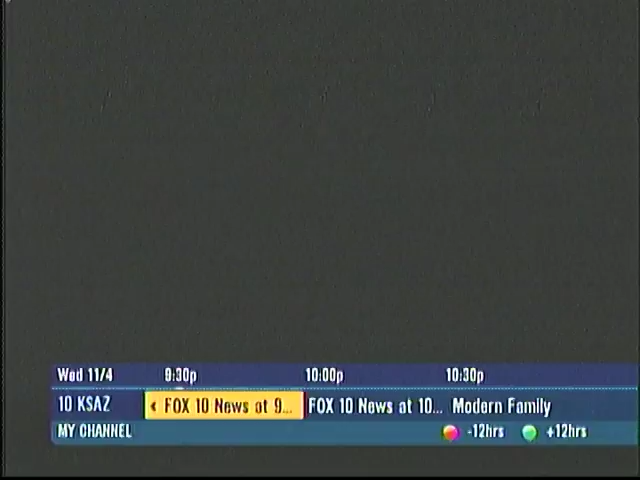 Wed 11/4 9:30p 10:00p 10:30p
10 KSAZ FOX 10 News at 9... FOX 10 News at 10... Modern Family
MY CHANNEL -12hrs +12hrs